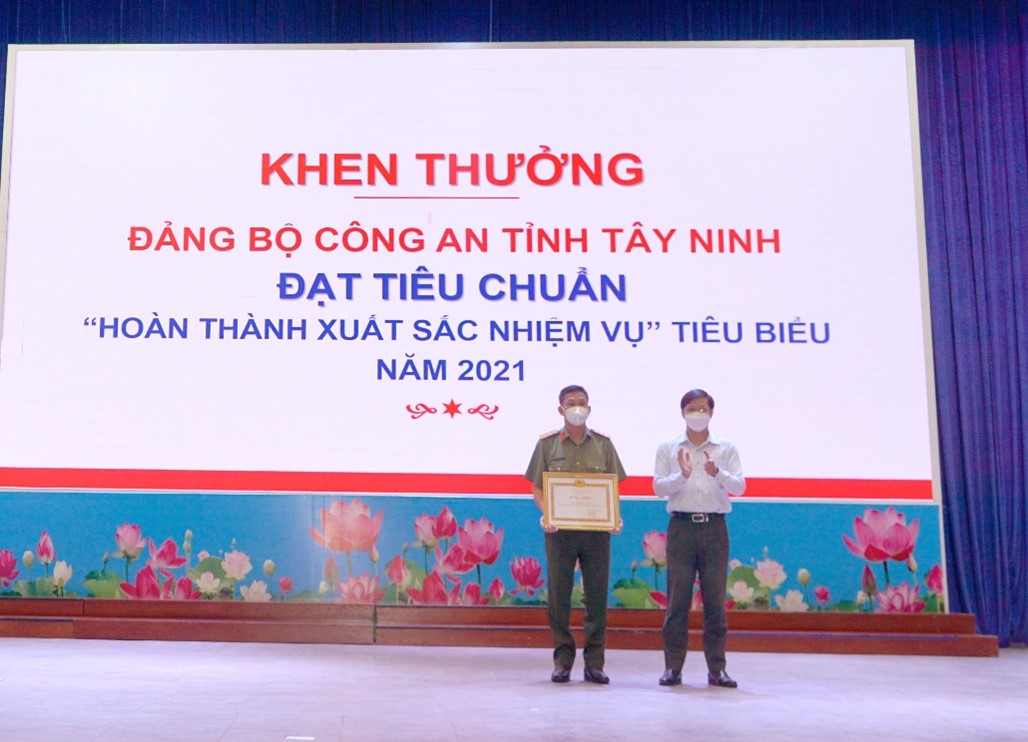 KHEN THƯỞNG
ĐẢNG BỘ CÔNG AN TỈNH TÂY NINH
ĐẠT TIÊU CHUẨN
“HOÀN THÀNH XUẤT SẮC NHIỆM VỤ” TIÊU BIỂU
NĂM 2021